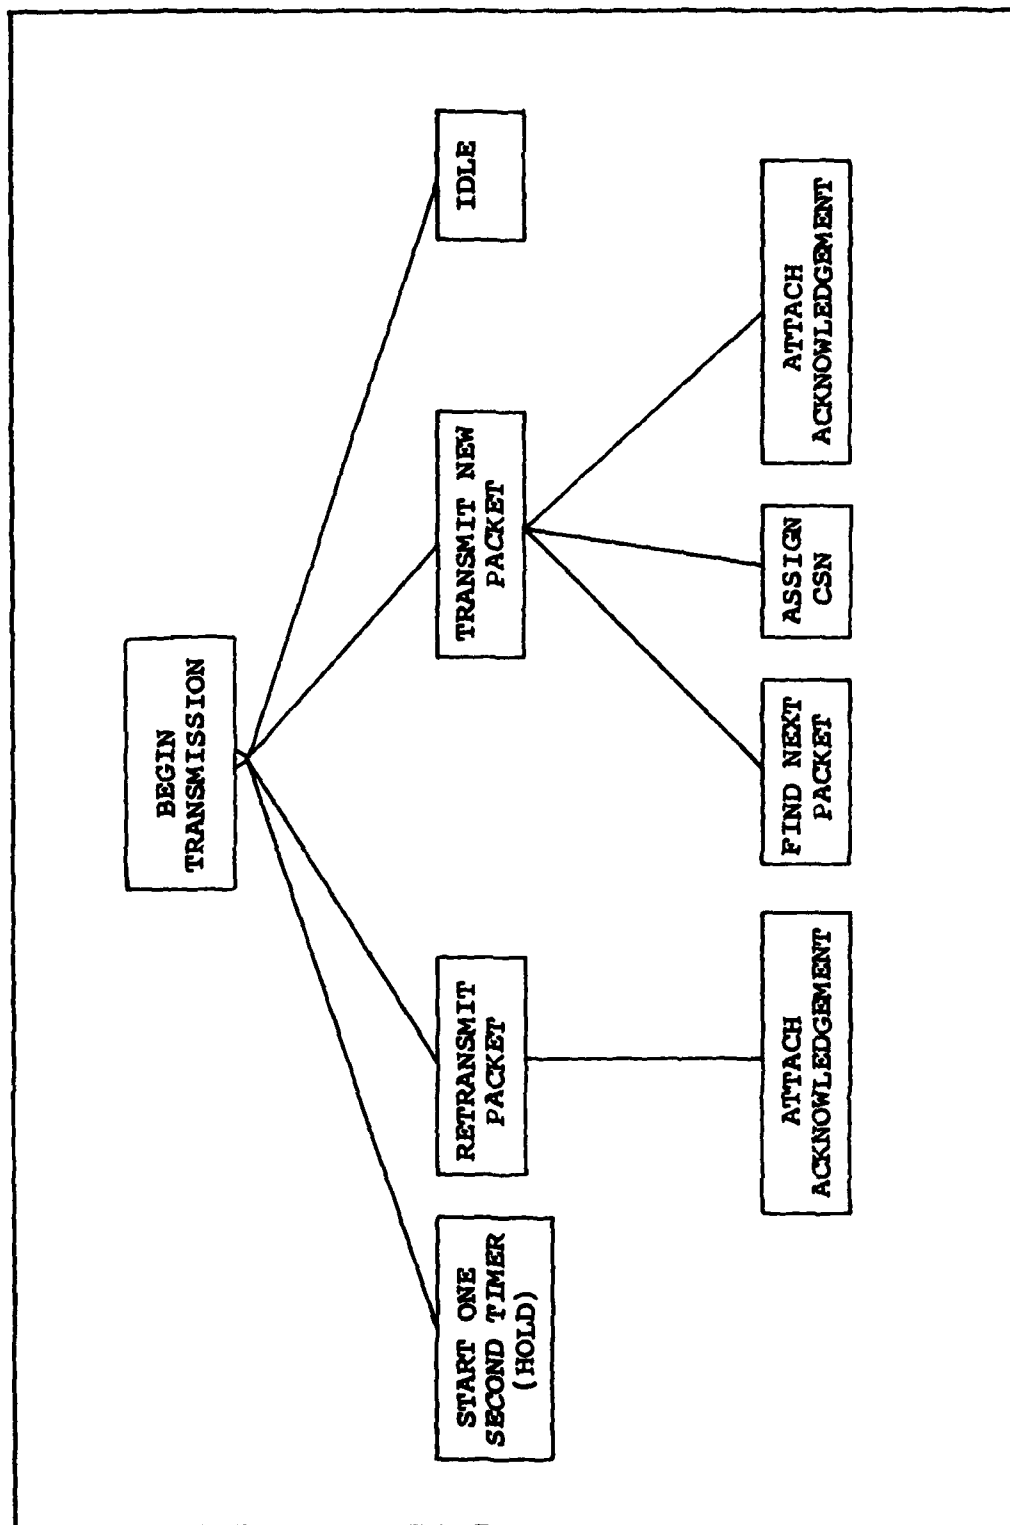 BEGIN
TRANSMISSION
START ONE
SECOND TIMER
(HOLD)
RETRANSMIT
PACKET
TRANSMIT NEW
PACKET
IDLE
ATTACH
ACKNOWLEDGEMENT
FIND NEXT
PACKET
ASSIGN
CSN
ATTACH
ACKNOWLEDGEMENT